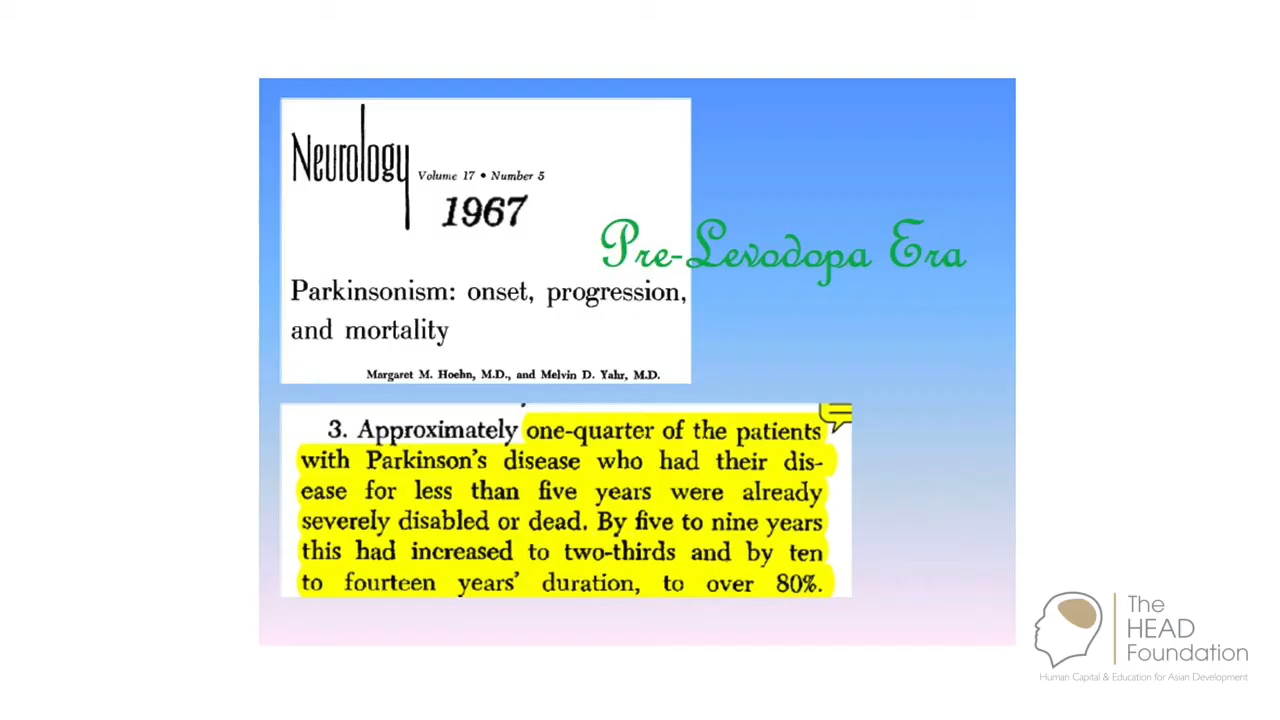 Neurology
Volume 17 • Number 5
1967
Pre-Levodopa Era
Parkinsonism: onset, progression,
and mortality
Margaret M. Hoehn, M.D., and Melvin D. Yahr, M.D.
3. Approximately one-quarter of the patients
with Parkinson's disease who had their dis-
ease for less than five years were already
severely disabled or dead. By five to nine years
this had increased to two-thirds and by ten
to fourteen years' duration, to over 80%.
The
HEAD
Foundation
Human Capital & Education for Asian Development